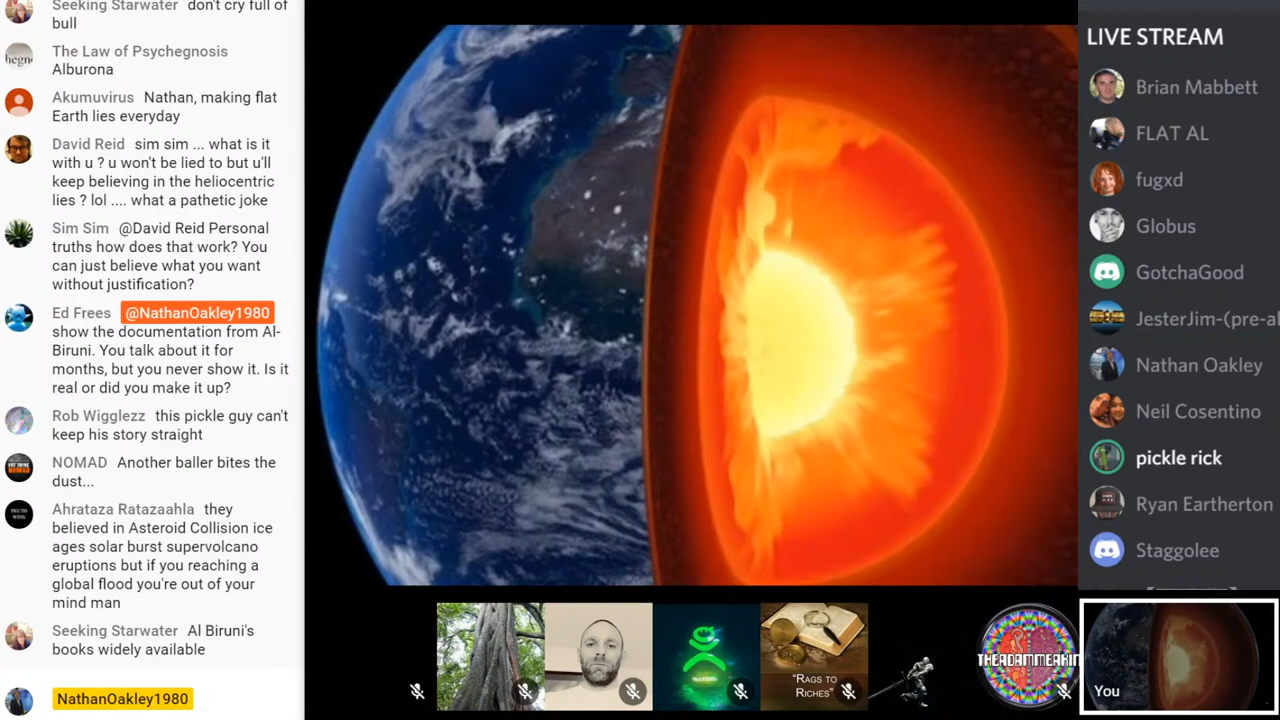 Seeking Starwater don't cry full of
bull
The Law of Psychegnosis
Alburona
Akumuvirus Nathan, making flat
Earth lies everyday
David Reid sim sim ... what is it
with u ? u won't be lied to but u'll
keep believing in the heliocentric
lies ? lol .... what a pathetic joke
Sim Sim @David Reid Personal
truths how does that work? You
can just believe what you want
without justification?
Ed Frees @NathanOakley1980
show the documentation from Al-
Biruni. You talk about it for
months, but you never show it. Is it
real or did you make it up?
Rob Wigglezz this pickle guy can't
keep his story straight
NOMAD Another baller bites the
dust...
Ahrataza Ratazaahla they
believed in Asteroid Collision ice
ages solar burst supervolcano
eruptions but if you reaching a
global flood you're out of your
mind man
Seeking Starwater Al Biruni's
books widely available
NathanOakley1980
"RAGS TO
RICHES"
THEADAMMEAKIN
You
LIVE STREAM
Brian Mabbett
FLAT AL
fugxd
Globus
GotchaGood
JesterJim-(pre-al
Nathan Oakley
Neil Cosentino
pickle rick
Ryan Eartherton
Staggolee